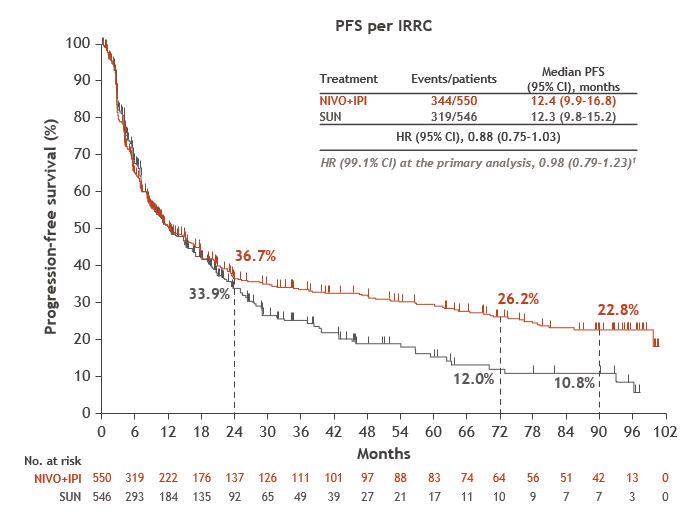 PFS per IRRC
Treatment Events/patients Median PFS (95% CI), months
NIVO+IPI 344/550 12.4 (9.9-16.8)
SUN 319/546 12.3 (9.8-15.2)
HR (95% CI), 0.88 (0.75-1.03)
HR (99.1% CI) at the primary analysis, 0.98 (0.79-1.23)¹
Progression-free survival (%)
100
90
80
70
60
50
40
30
20
10
0
36.7%
33.9%
26.2%
22.8%
12.0%
10.8%
0 6 12 18 24 30 36 42 48 54 60 66 72 78 84 90 96 102
Months
No. at risk
NIVO+IPI 550 319 222 176 137 126 111 101 97 88 83 74 64 56 51 42 13 0
SUN 546 293 184 135 92 65 49 39 27 21 17 11 10 9 7 7 3 0